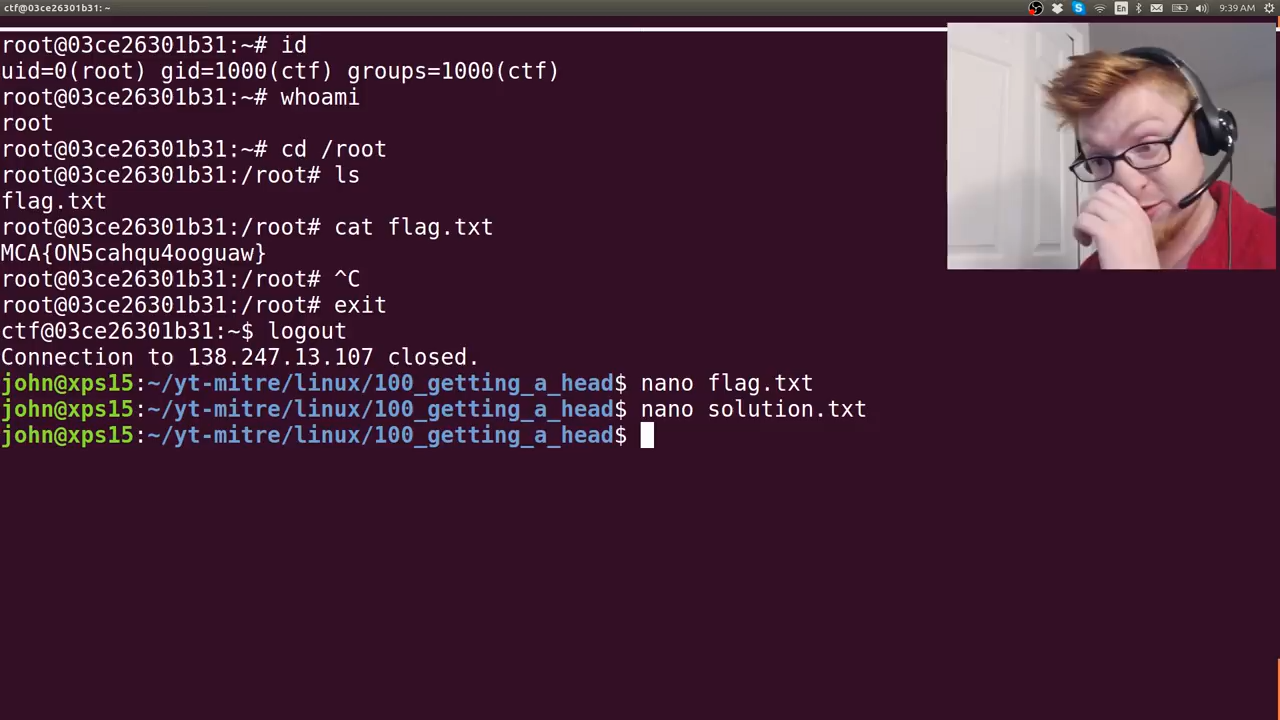 ctf@03ce26301b31: ~
En
9:39 AM
root@03ce26301b31:~# id
uid=0(root) gid=1000(ctf) groups=1000(ctf)
root@03ce26301b31:~# whoami
root
root@03ce26301b31:~# cd /root
root@03ce26301b31:/root# ls
flag.txt
root@03ce26301b31:/root# cat flag.txt
MCA{ON5cahqu4ooguaw}
root@03ce26301b31:/root# ^C
root@03ce26301b31:/root# exit
ctf@03ce26301b31:~$ logout
Connection to 138.247.13.107 closed.
john@xps15:~/yt-mitre/linux/100_getting_a_head$ nano flag.txt
john@xps15:~/yt-mitre/linux/100_getting_a_head$ nano solution.txt
john@xps15:~/yt-mitre/linux/100_getting_a_head$